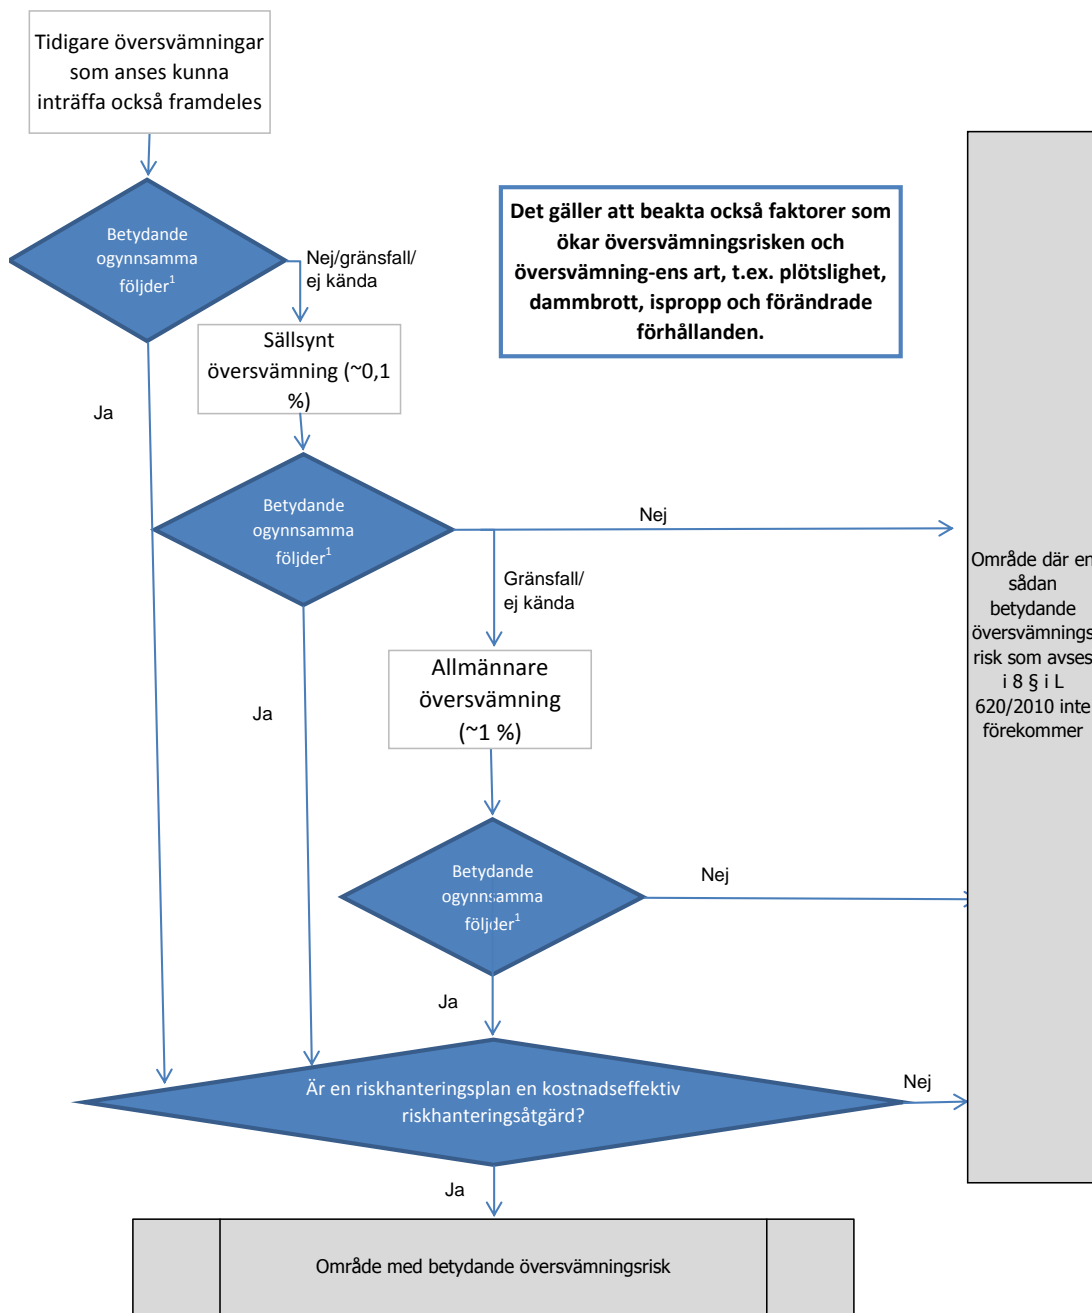 Tidigare översvämningar
som anses kunna
inträffa också framdeles
Betydande
ogynnsamma
följder1
Nej/gränsfall/
ej kända
Det gäller att beakta också faktorer som
ökar översvämningsrisken och
översvämning-ens art, t.ex. plötslighet,
dammbrott, ispropp och förändrade
förhållanden.
Sällsynt
översvämning (~0,1
%)
Ja
Betydande
ogynnsamma
följder1
Nej
Gränsfall/
ej kända
Område där en
sådan
betydande
översvämnings
risk som avses
i 8 § i L
620/2010 inte
förekommer
Allmännare
översvämning
(~1 %)
Ja
Betydande
ogynnsamma
följder1
Nej
Ja
Är en riskhanteringsplan en kostnadseffektiv
riskhanteringsåtgärd?
Nej
Ja
Område med betydande översvämningsrisk